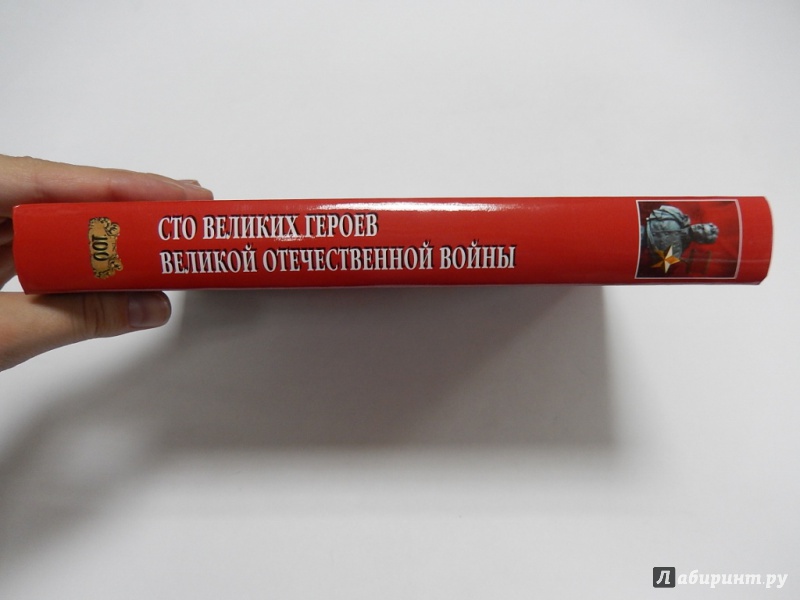 100
СТО ВЕЛИКИХ ГЕРОЕВ
ВЕЛИКОЙ ОТЕЧЕСТВЕННОЙ ВОЙНЫ
Лабиринт.ру